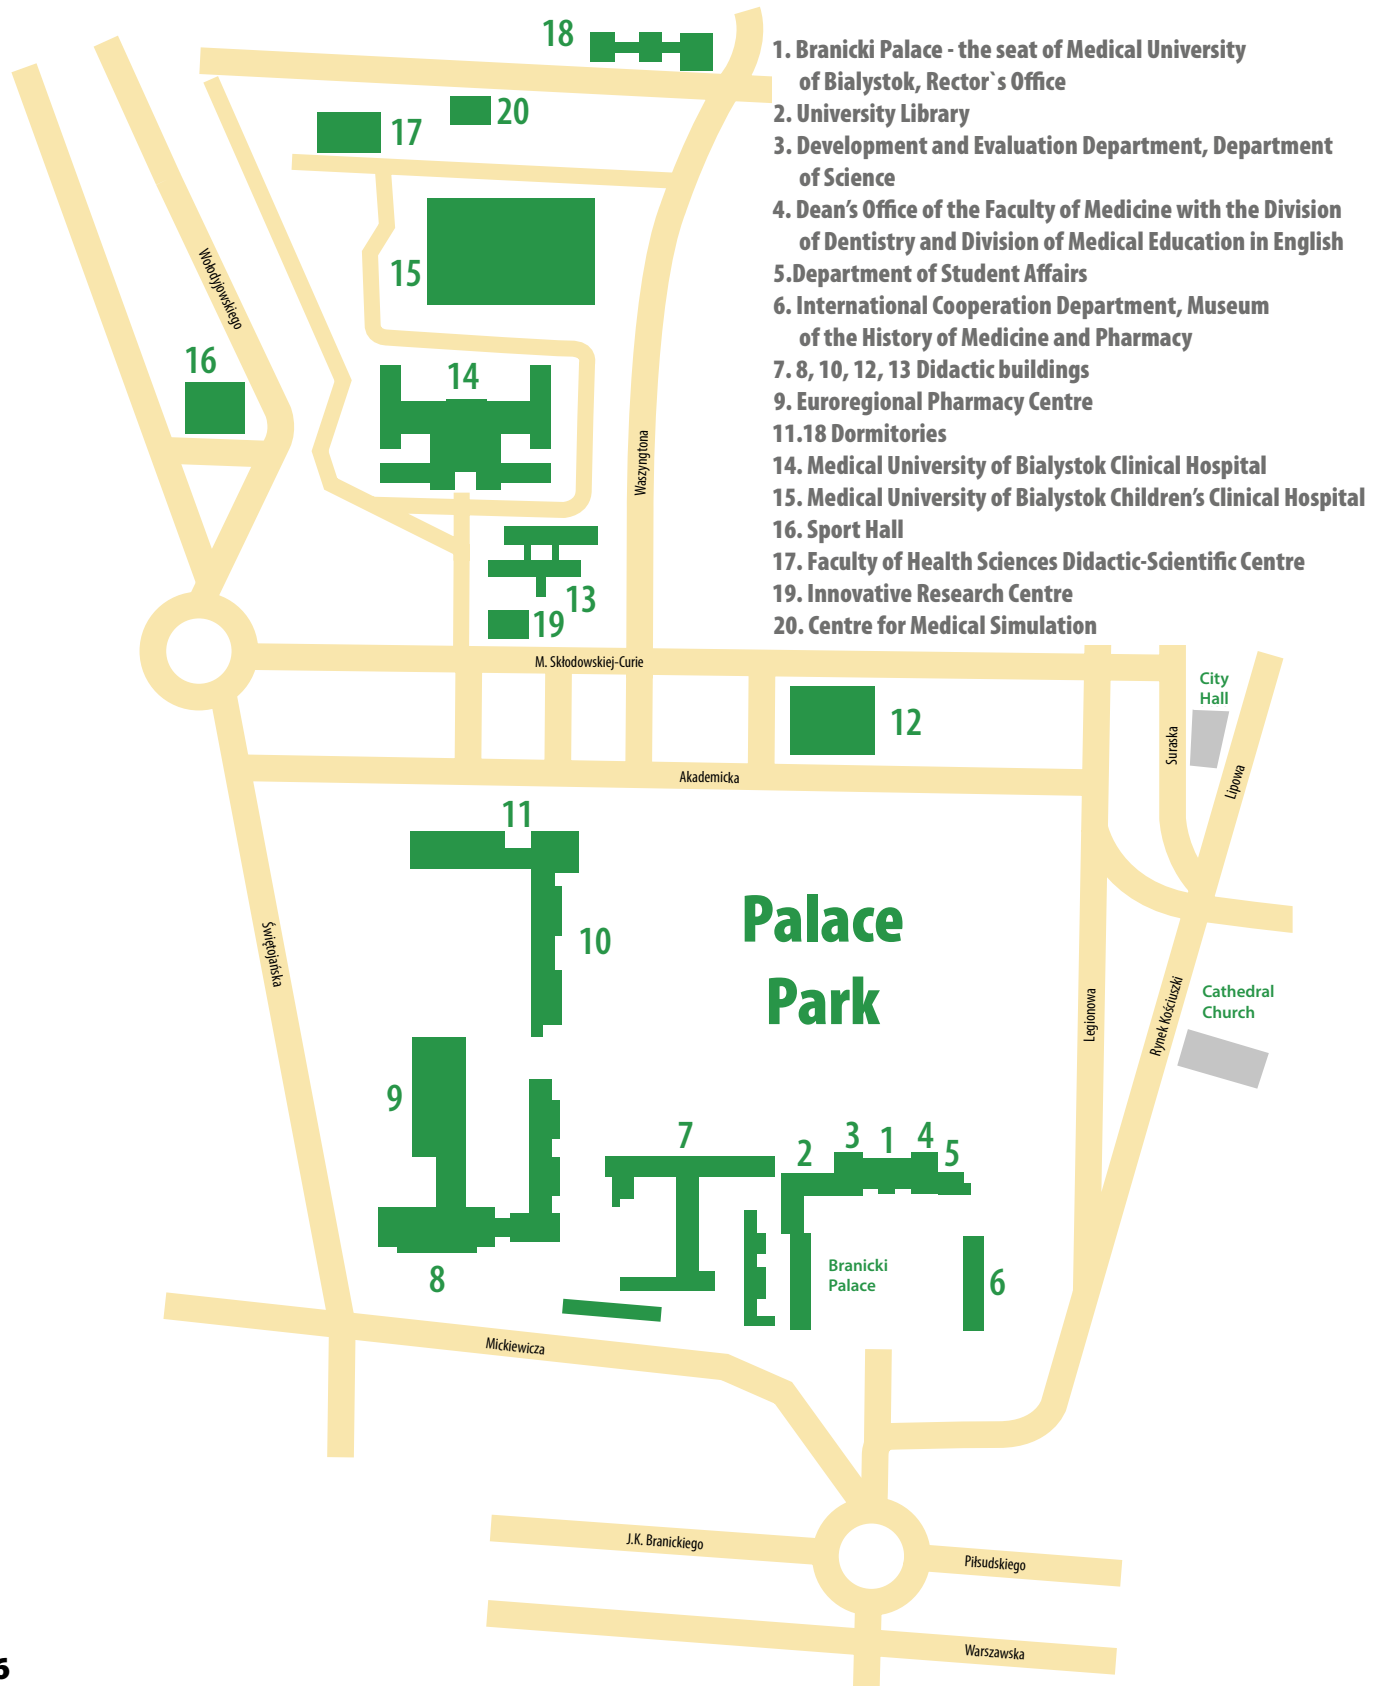 18
1. Branicki Palace - the seat of Medical University
of Bialystok, Rector`s Office
2. University Library
3. Development and Evaluation Department, Department
of Science
4. Dean's Office of the Faculty of Medicine with the Division
of Dentistry and Division of Medical Education in English
5.Department of Student Affairs
6. International Cooperation Department, Museum
of the History of Medicine and Pharmacy
7. 8, 10, 12, 13 Didactic buildings
9. Euroregional Pharmacy Centre
11.18 Dormitories
14. Medical University of Bialystok Clinical Hospital
15. Medical University of Bialystok Children's Clinical Hospital
16. Sport Hall
17. Faculty of Health Sciences Didactic-Scientific Centre
19. Innovative Research Centre
20. Centre for Medical Simulation
20
17
15
Wołodyjowskiego
16
14
Waszyngtona
13
19
M. Skłodowskiej-Curie
City
Hall
12
Suraska
Lipowa
Akademicka
11
Palace
Park
10
Świętojańska
Legionowa
Rynek Kościuszki
Cathedral
Church
9
7
2
3
1
4
5
Branicki
Palace
6
8
Mickiewicza
J.K. Branickiego
Piłsudskiego
Warszawska
6